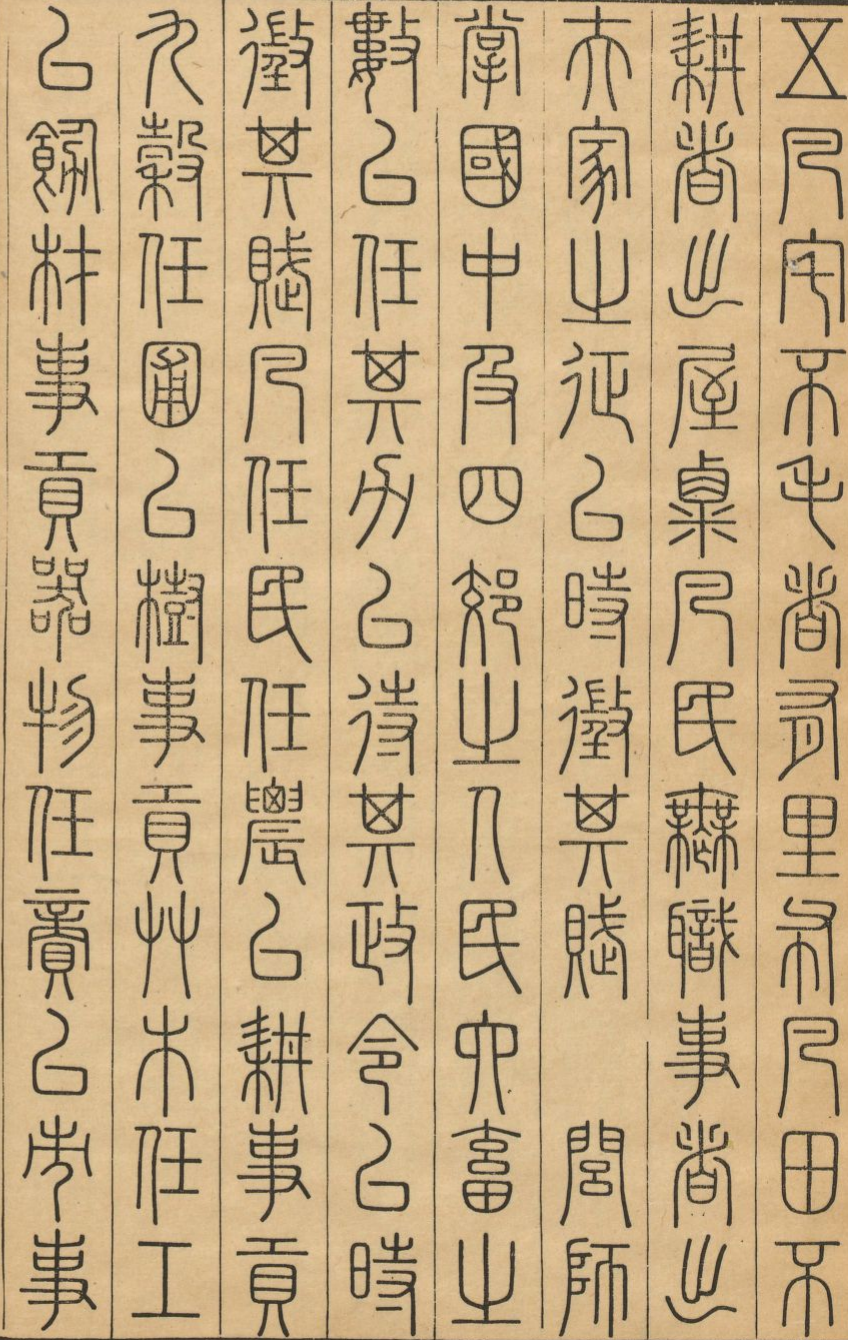 五凡宅不毛者有里布凡田不
耕者出屋粟凡民無職事者出
夫家之征以時徵其賦　閭師
掌國中及四郊之人民六畜之
數以任其力以待其政令以時
徵其賦凡任民任農以耕事貢
九穀任圃以樹事貢艸木任工
以飭材事貢器物任𧶜以市事